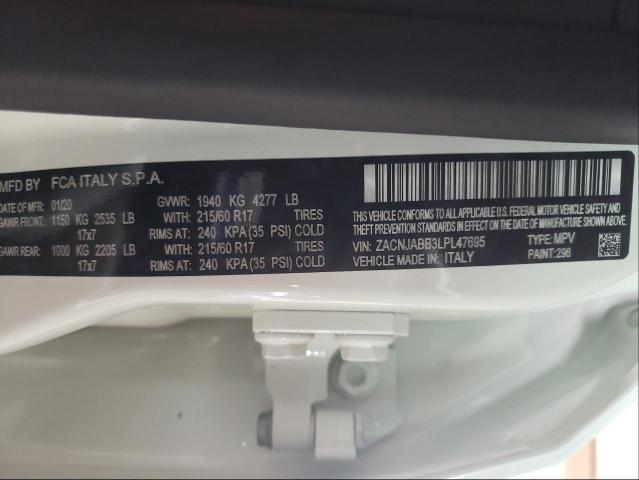 MFD BY FCA ITALY S.P.A.
DATE OF MFR: 01/20 GVWR: 1940 KG 4277 LB
GAWR FRONT: 1150 KG 2535 LB WITH: 215/60 R17 TIRES
17x7 RIMS AT: 240 KPA(35 PSI) COLD
GAWR REAR: 1000 KG 2205 LB WITH: 215/60 R17 TIRES
17x7 RIMS AT: 240 KPA(35 PSI) COLD
THIS VEHICLE CONFORMS TO ALL APPLICABLE U.S. FEDERAL MOTOR VEHICLE
SAFETY, BUMPER, AND THEFT PREVENTION STANDARDS IN
EFFECT ON THE DATE OF MANUFACTURE SHOWN ABOVE.
VIN: ZACNJABB3LPL47695 TYPE: MPV
VEHICLE MADE IN: ITALY PAINT:296